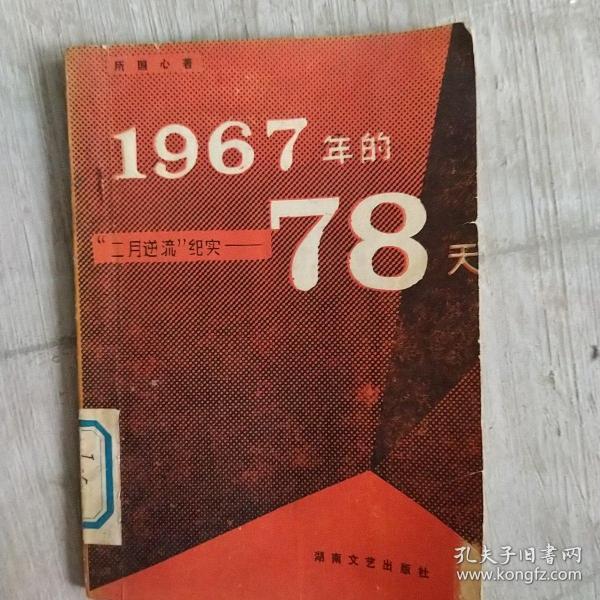 所国心著
1967年的
78天
“二月逆流”纪实——
湖南文艺出版社
孔夫子旧书网
www.kongfz.com